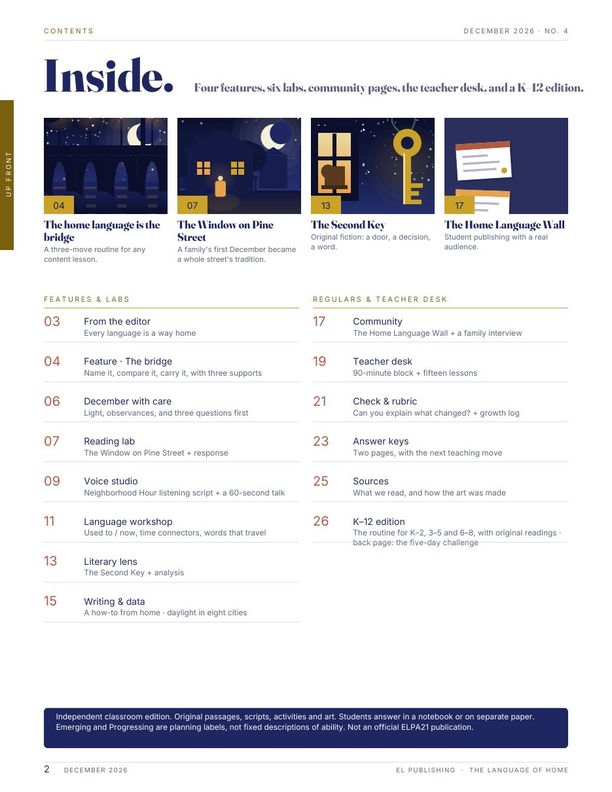 CONTENTS
DECEMBER 2026 · NO. 4
Inside.
Four features, six labs, community pages, the teacher desk, and a K–12 edition.
UP FRONT
04
The home language is the
bridge
A three-move routine for any
content lesson.
07
The Window on Pine
Street
A family's first December became
a whole street's tradition.
13
The Second Key
Original fiction: a door, a decision,
a word.
17
The Home Language Wall
Student publishing with a real
audience.
FEATURES & LABS
03
From the editor
Every language is a way home
04
Feature · The bridge
Name it, compare it, carry it, with three supports
06
December with care
Light, observances, and three questions first
07
Reading lab
The Window on Pine Street + response
09
Voice studio
Neighborhood Hour listening script + a 60-second talk
11
Language workshop
Used to / now, time connectors, words that travel
13
Literary lens
The Second Key + analysis
15
Writing & data
A how-to from home · daylight in eight cities
REGULARS & TEACHER DESK
17
Community
The Home Language Wall + a family interview
19
Teacher desk
90-minute block + fifteen lessons
21
Check & rubric
Can you explain what changed? + growth log
23
Answer keys
Two pages, with the next teaching move
25
Sources
What we read, and how the art was made
26
K–12 edition
The routine for K–2, 3–5 and 6–8, with original readings ·
back page: the five-day challenge
Independent classroom edition. Original passages, scripts, activities and art. Students answer in a notebook or on separate paper.
Emerging and Progressing are planning labels, not fixed descriptions of ability. Not an official ELPA21 publication.
2 DECEMBER 2026
EL PUBLISHING · THE LANGUAGE OF HOME